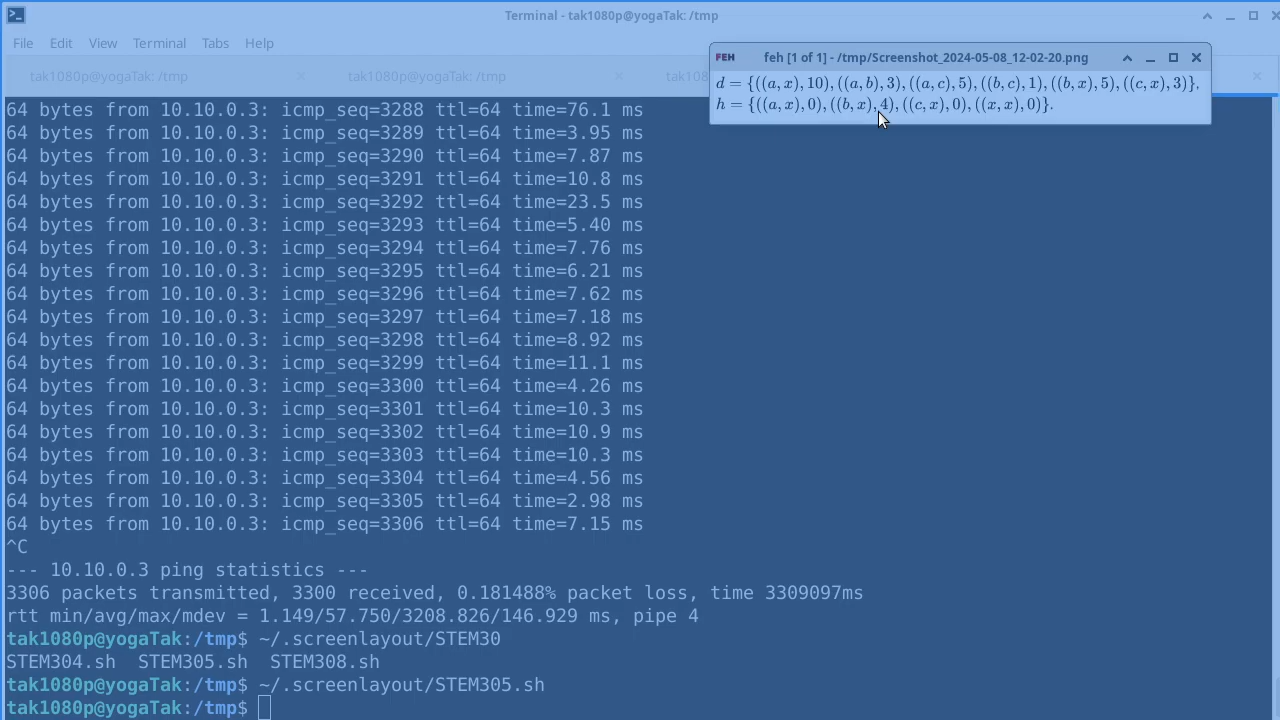 Terminal - tak1080p@yogaTak: /tmp
File Edit View Terminal Tabs Help
tak1080p@yogaTak: /tmp tak1080p@yogaTak: /tmp
FEH feh [1 of 1] - /tmp/Screenshot_2024-05-08_12-02-20.png
d = {((a, x), 10), ((a, b), 3), ((a, c), 5), ((b, c), 1), ((b, x), 5), ((c, x), 3)}.
h = {((a, x), 0), ((b, x), 4), ((c, x), 0), ((x, x), 0)}.
64 bytes from 10.10.0.3: icmp_seq=3288 ttl=64 time=76.1 ms
64 bytes from 10.10.0.3: icmp_seq=3289 ttl=64 time=3.95 ms
64 bytes from 10.10.0.3: icmp_seq=3290 ttl=64 time=7.87 ms
64 bytes from 10.10.0.3: icmp_seq=3291 ttl=64 time=10.8 ms
64 bytes from 10.10.0.3: icmp_seq=3292 ttl=64 time=23.5 ms
64 bytes from 10.10.0.3: icmp_seq=3293 ttl=64 time=5.40 ms
64 bytes from 10.10.0.3: icmp_seq=3294 ttl=64 time=7.76 ms
64 bytes from 10.10.0.3: icmp_seq=3295 ttl=64 time=6.21 ms
64 bytes from 10.10.0.3: icmp_seq=3296 ttl=64 time=7.62 ms
64 bytes from 10.10.0.3: icmp_seq=3297 ttl=64 time=7.18 ms
64 bytes from 10.10.0.3: icmp_seq=3298 ttl=64 time=8.92 ms
64 bytes from 10.10.0.3: icmp_seq=3299 ttl=64 time=11.1 ms
64 bytes from 10.10.0.3: icmp_seq=3300 ttl=64 time=4.26 ms
64 bytes from 10.10.0.3: icmp_seq=3301 ttl=64 time=10.3 ms
64 bytes from 10.10.0.3: icmp_seq=3302 ttl=64 time=10.9 ms
64 bytes from 10.10.0.3: icmp_seq=3303 ttl=64 time=10.3 ms
64 bytes from 10.10.0.3: icmp_seq=3304 ttl=64 time=4.56 ms
64 bytes from 10.10.0.3: icmp_seq=3305 ttl=64 time=2.98 ms
64 bytes from 10.10.0.3: icmp_seq=3306 ttl=64 time=7.15 ms
^C
--- 10.10.0.3 ping statistics ---
3306 packets transmitted, 3300 received, 0.181488% packet loss, time 3309097ms
rtt min/avg/max/mdev = 1.149/57.750/3208.826/146.929 ms, pipe 4
tak1080p@yogaTak:/tmp$ ~/.screenlayout/STEM30
STEM304.sh STEM305.sh STEM308.sh
tak1080p@yogaTak:/tmp$ ~/.screenlayout/STEM305.sh
tak1080p@yogaTak:/tmp$